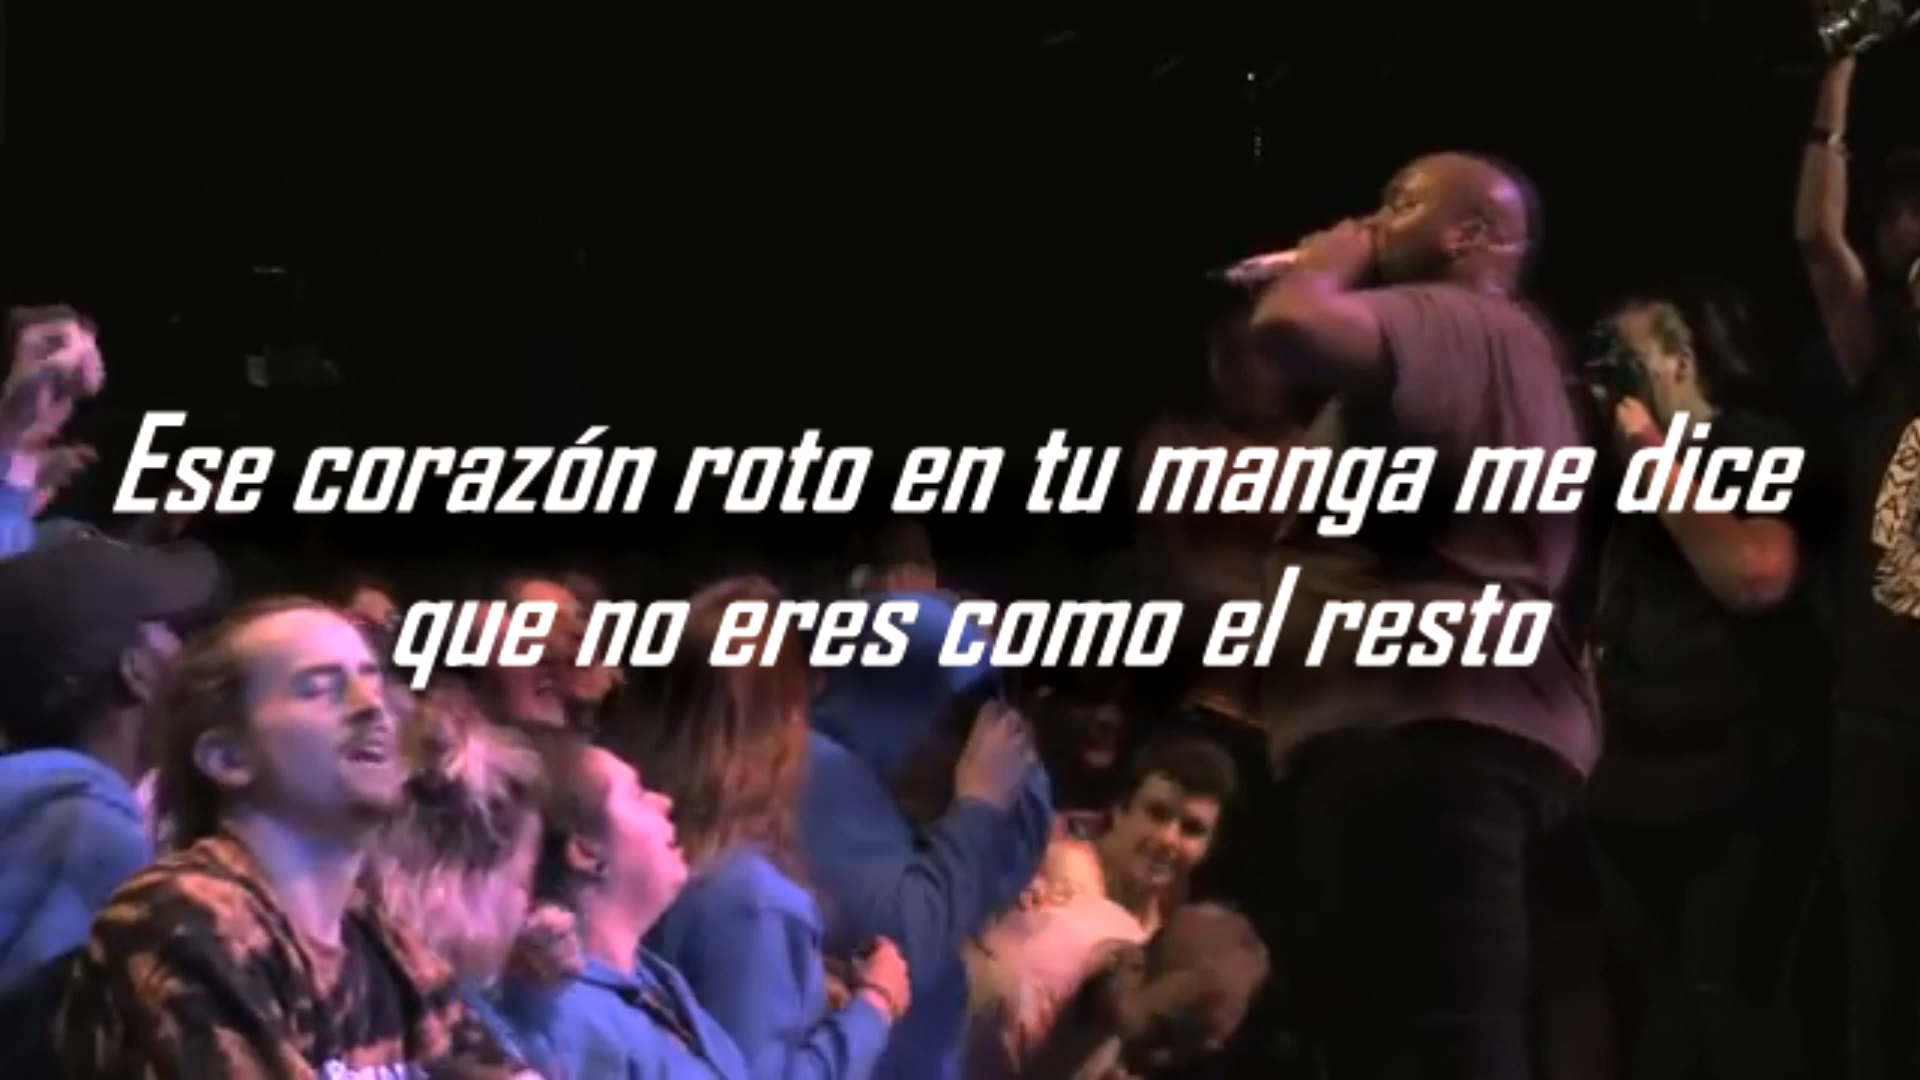 Ese corazón roto en tu manga me dice
que no eres como el resto